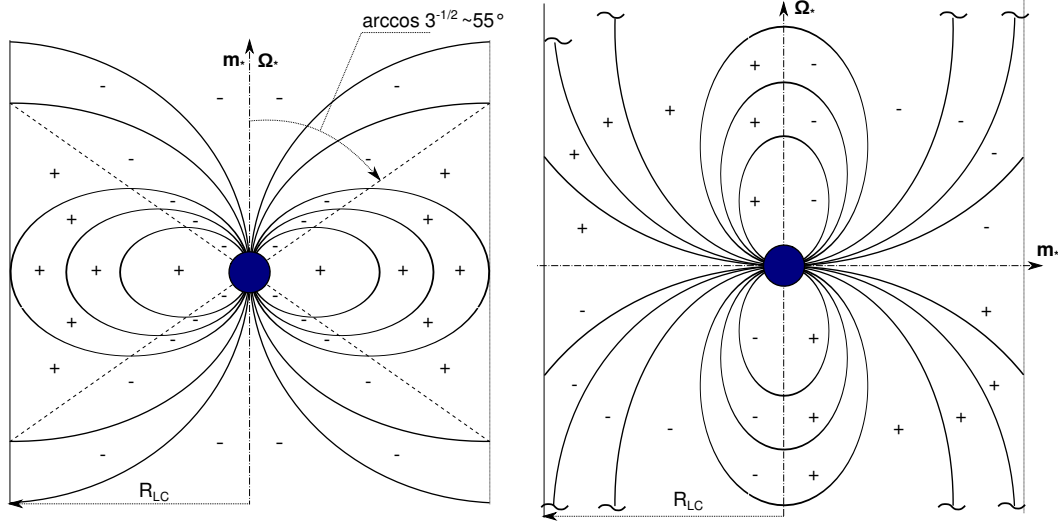 arccos 3^-1/2 ~55°
m* Ω*
- - - -
- -
+ +
- -
+ - - +
- -
+ + + + + +
- -
+ - - +
- -
+ +
- -
- - - -
R_LC
Ω*
+ -
+ -
+ + - -
+ -
+ -
+ -
+ -
m*
- +
- +
- +
- - + +
- - + +
- +
R_LC